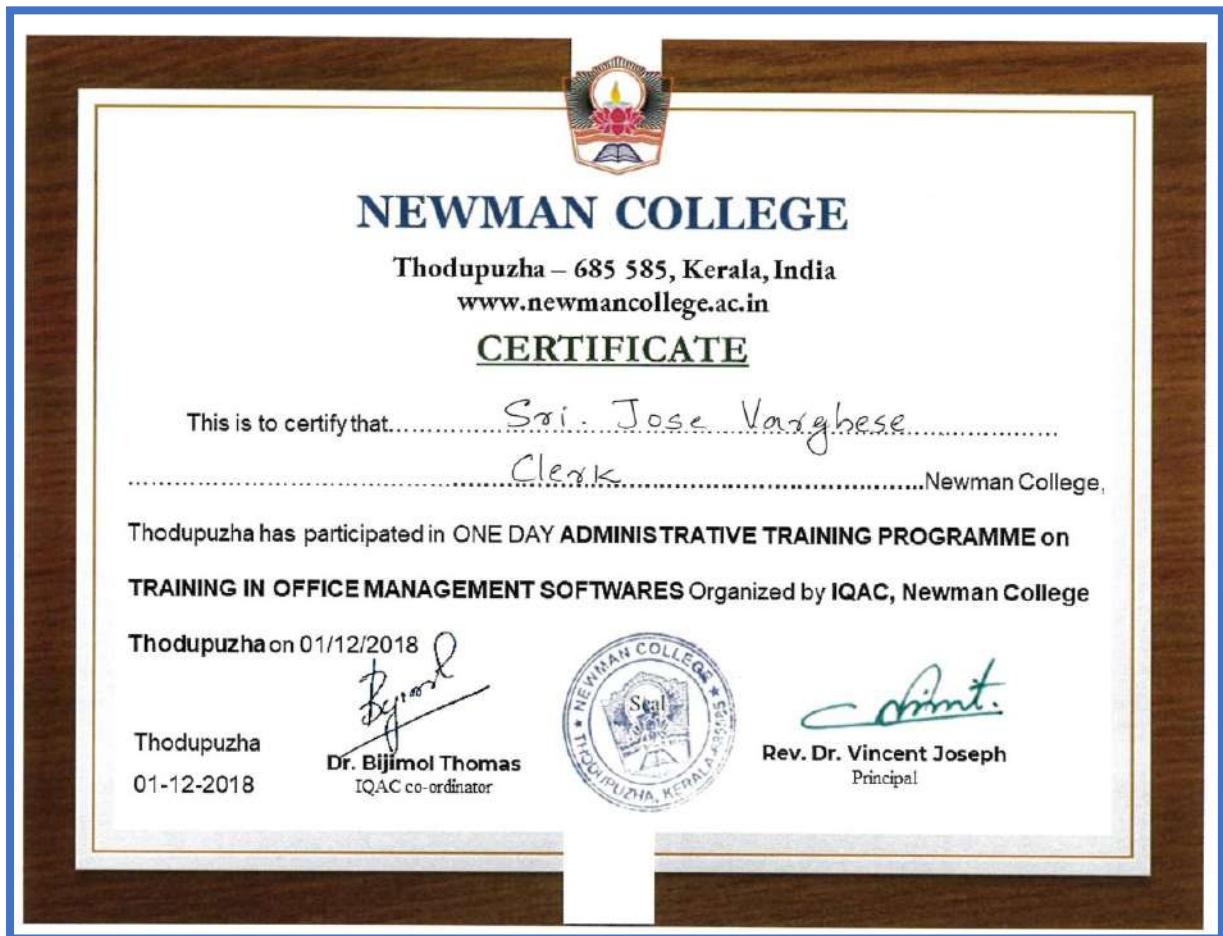 NEWMAN COLLEGE
Thodupuzha – 685 585, Kerala, India
www.newmancollege.ac.in
CERTIFICATE
This is to certify that.......... Sri. Jose Varghese ..........
.......... Clerk ..........Newman College,
Thodupuzha has participated in ONE DAY ADMINISTRATIVE TRAINING PROGRAMME on
TRAINING IN OFFICE MANAGEMENT SOFTWARES Organized by IQAC, Newman College
Thodupuzha on 01/12/2018
NEWMAN COLLEGE ★ THODUPUZHA, KERALA-685585 ★
Seal
Thodupuzha
01-12-2018
Dr. Bijimol Thomas
IQAC co-ordinator
Rev. Dr. Vincent Joseph
Principal